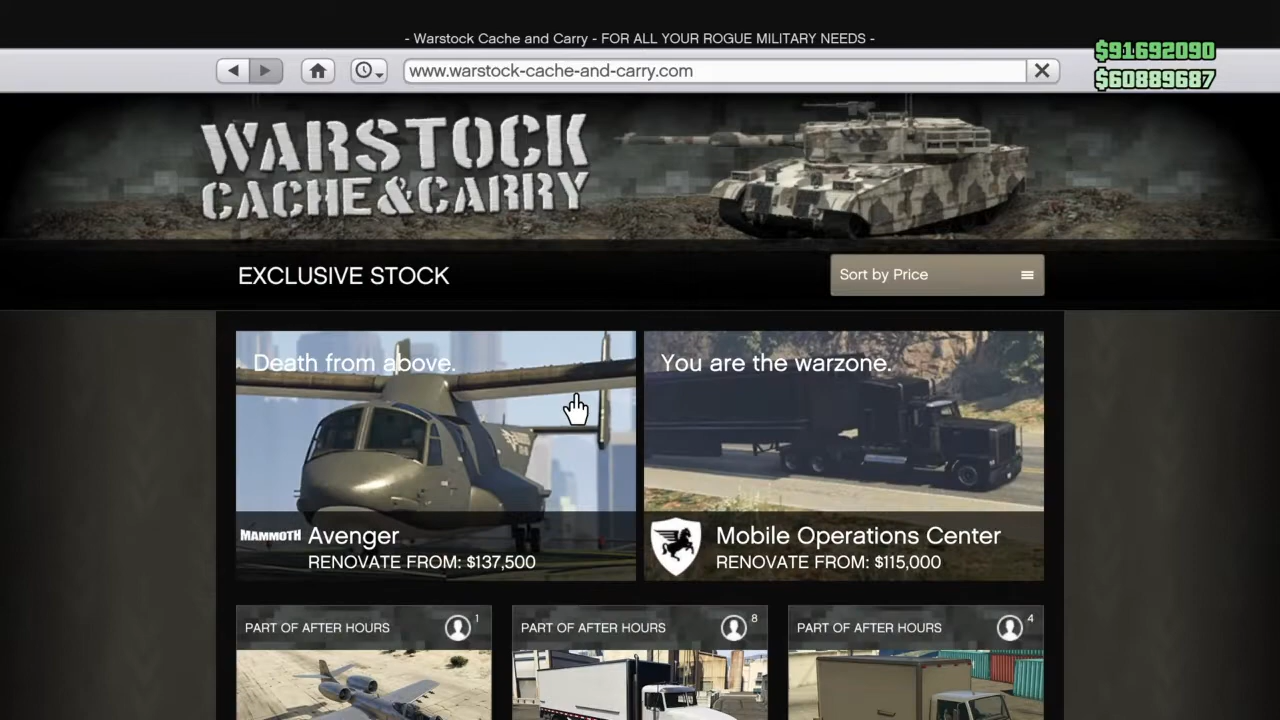 - Warstock Cache and Carry - FOR ALL YOUR ROGUE MILITARY NEEDS -
$91692090
www.warstock-cache-and-carry.com
$60889687
WARSTOCK
CACHE&CARRY
EXCLUSIVE STOCK
Sort by Price
Death from above.
You are the warzone.
MAMMOTH Avenger
RENOVATE FROM: $137,500
Mobile Operations Center
RENOVATE FROM: $115,000
PART OF AFTER HOURS 1
PART OF AFTER HOURS 8
PART OF AFTER HOURS 4